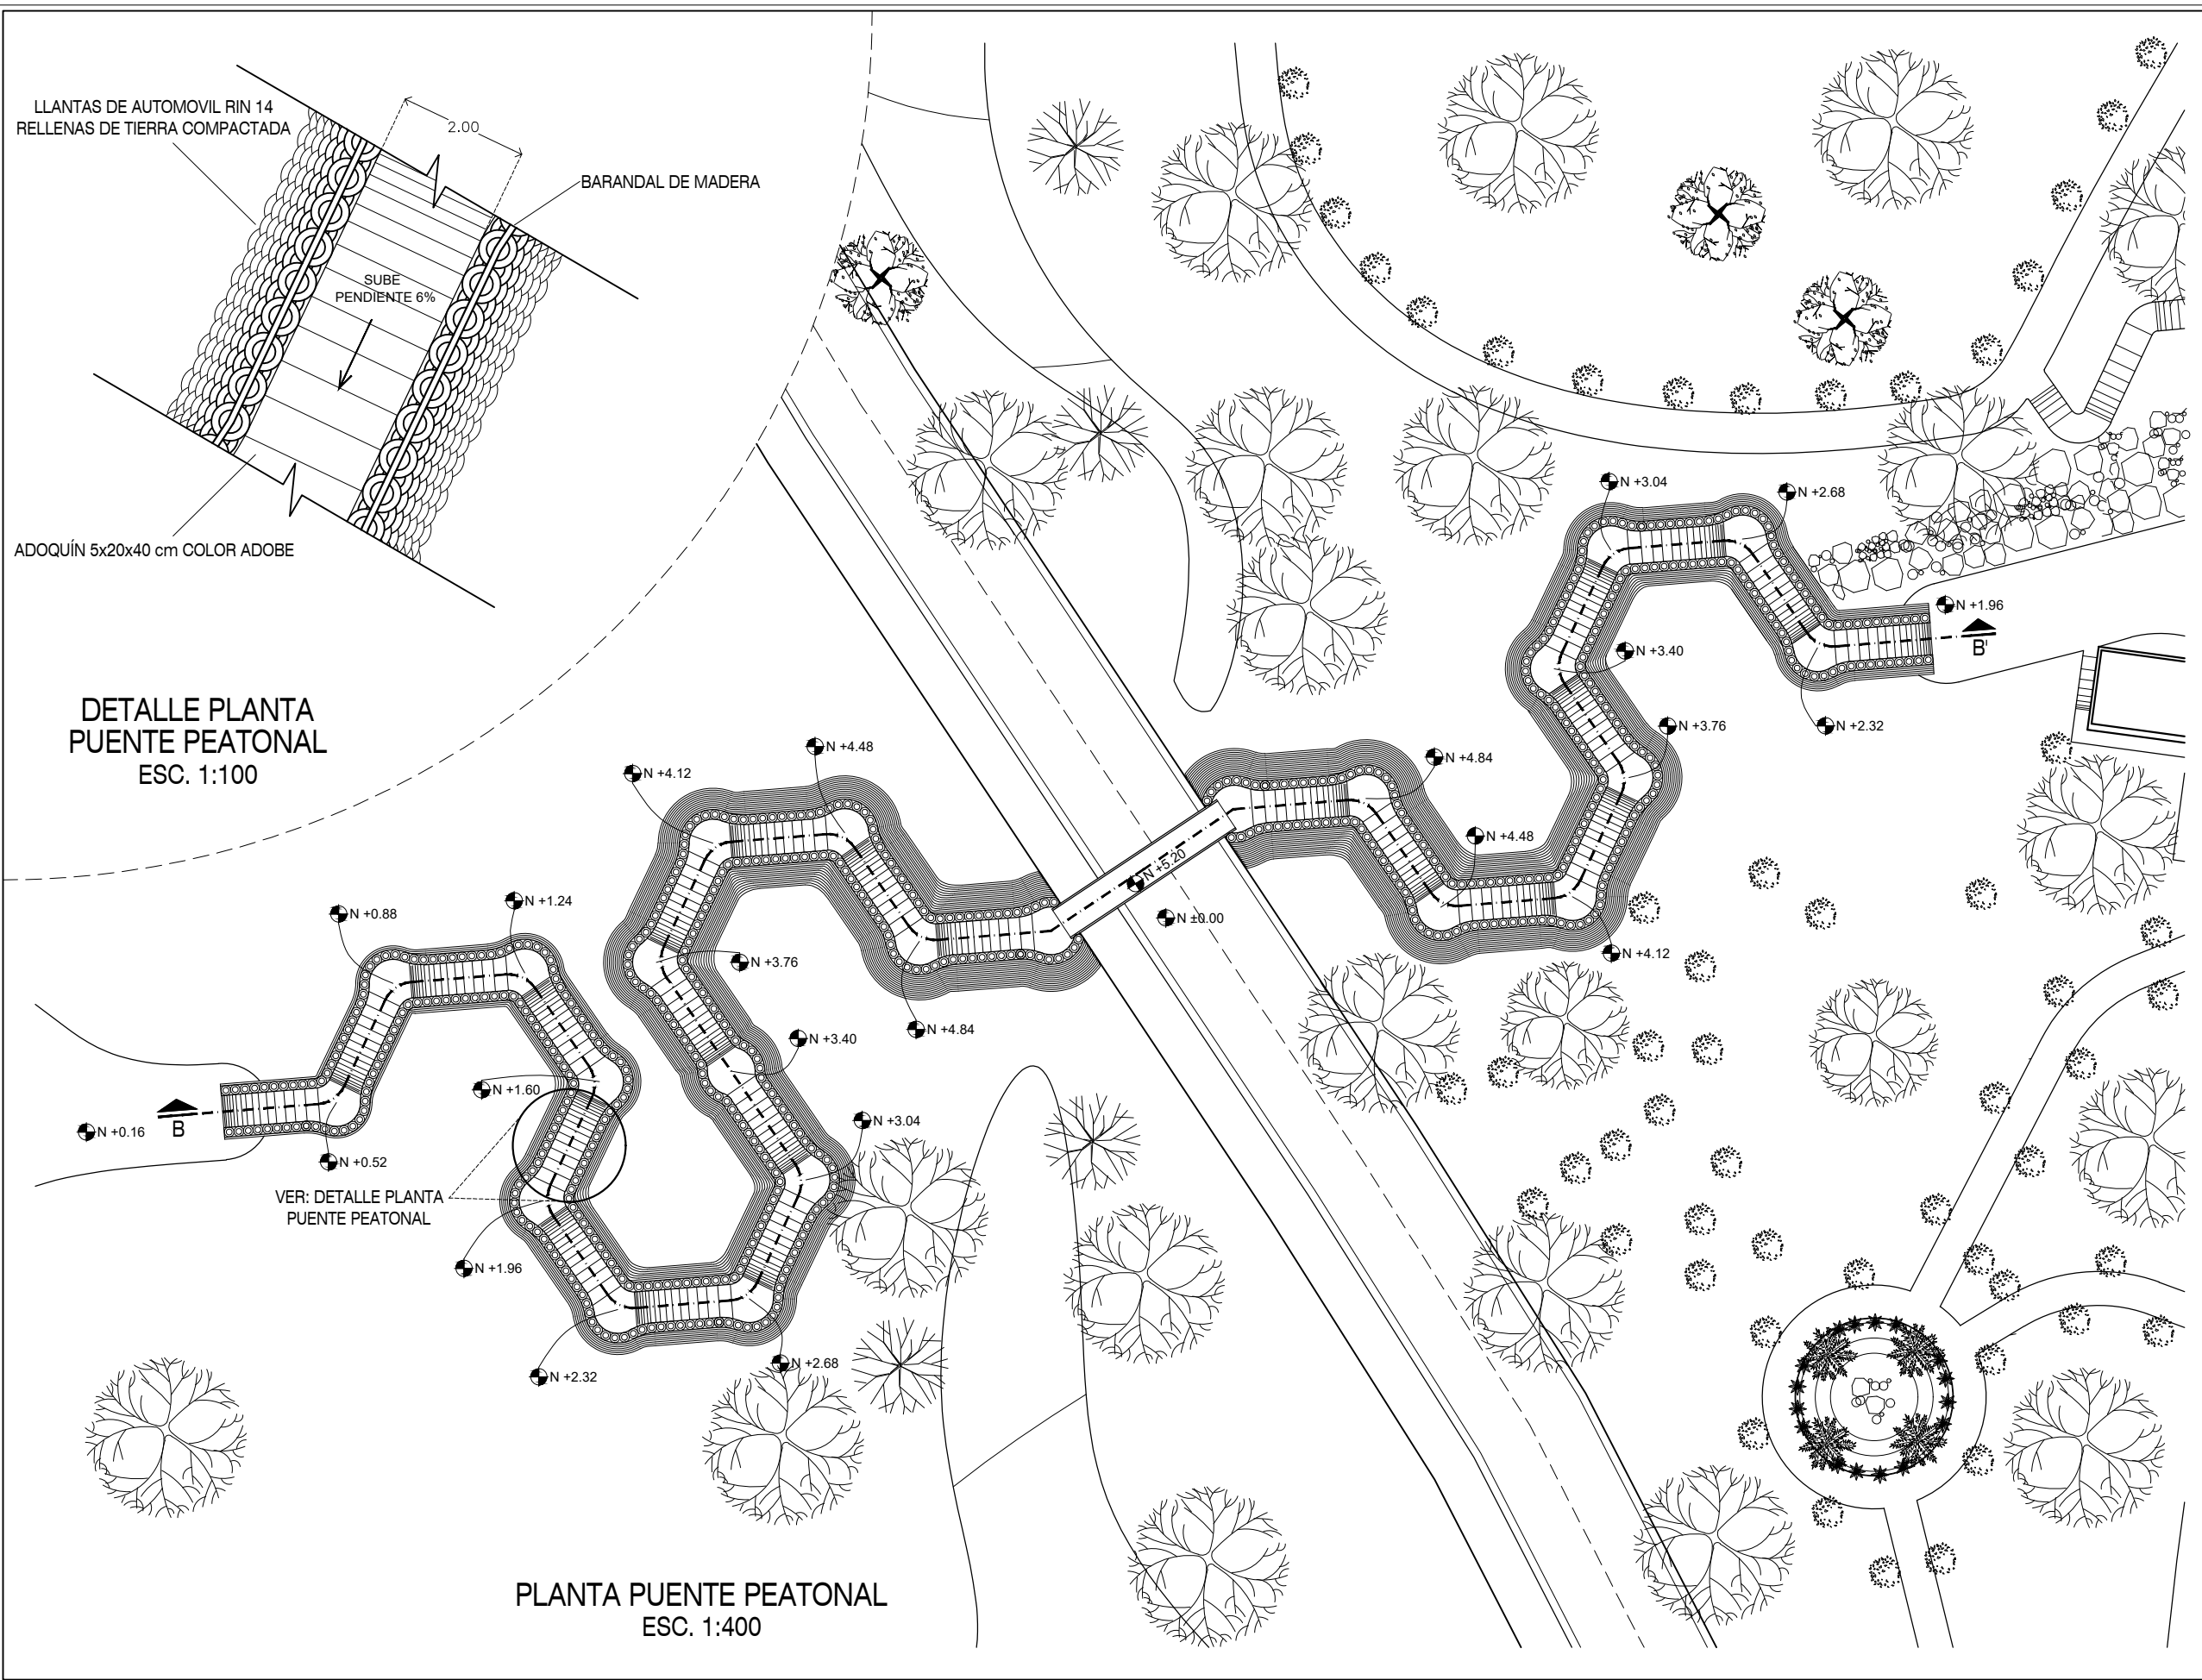 LLANTAS DE AUTOMOVIL RIN 14
RELLENAS DE TIERRA COMPACTADA
2.00
BARANDAL DE MADERA
SUBE
PENDIENTE 6%
ADOQUÍN 5x20x40 cm COLOR ADOBE
DETALLE PLANTA
PUENTE PEATONAL
ESC. 1:100
N +3.04
N +2.68
N +1.96
B'
N +3.40
N +3.76
N +2.32
N +4.48
N +4.12
N +4.84
N +4.48
N +5.20
N ±0.00
N +4.12
N +0.88
N +1.24
N +3.76
N +4.84
N +3.40
N +1.60
N +3.04
N +0.16
B
N +0.52
VER: DETALLE PLANTA
PUENTE PEATONAL
N +1.96
N +2.32
N +2.68
PLANTA PUENTE PEATONAL
ESC. 1:400